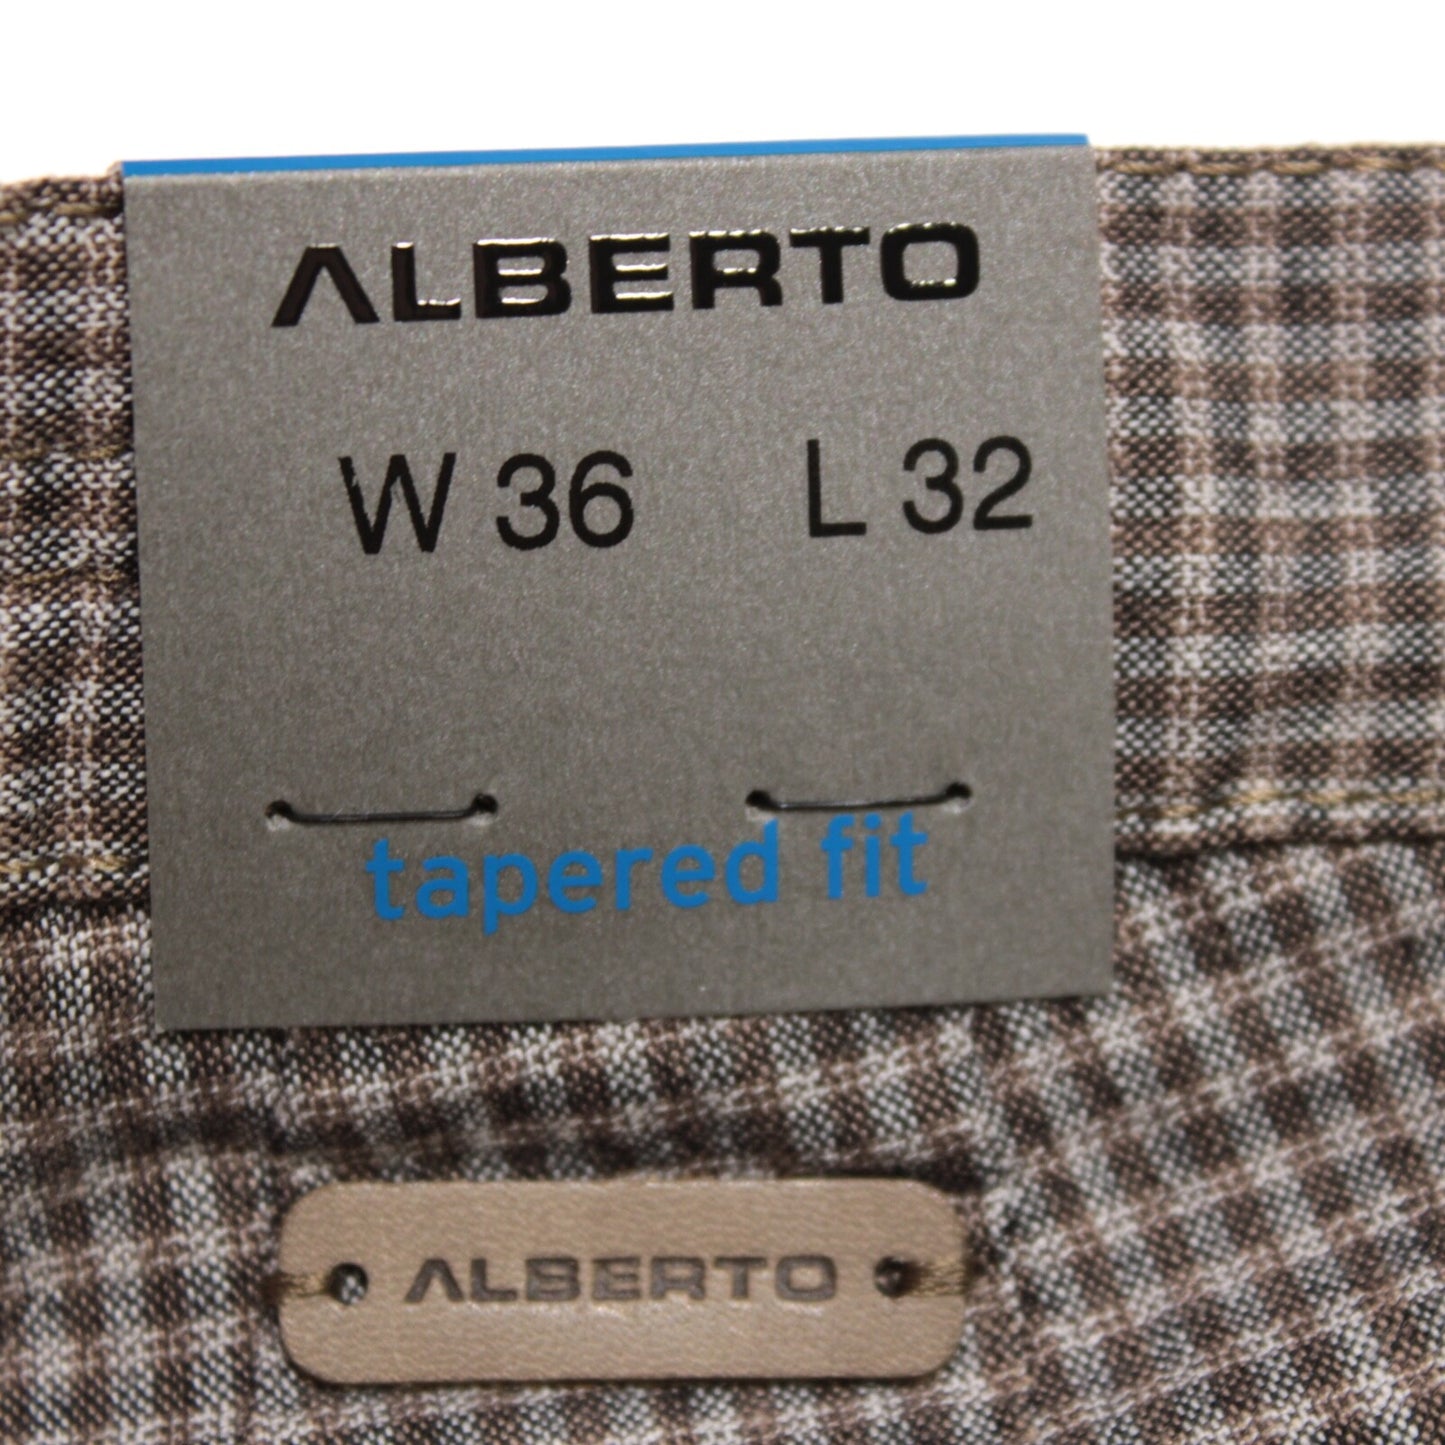 ALBERTO
W 36 L 32
tapered fit
ALBERTO